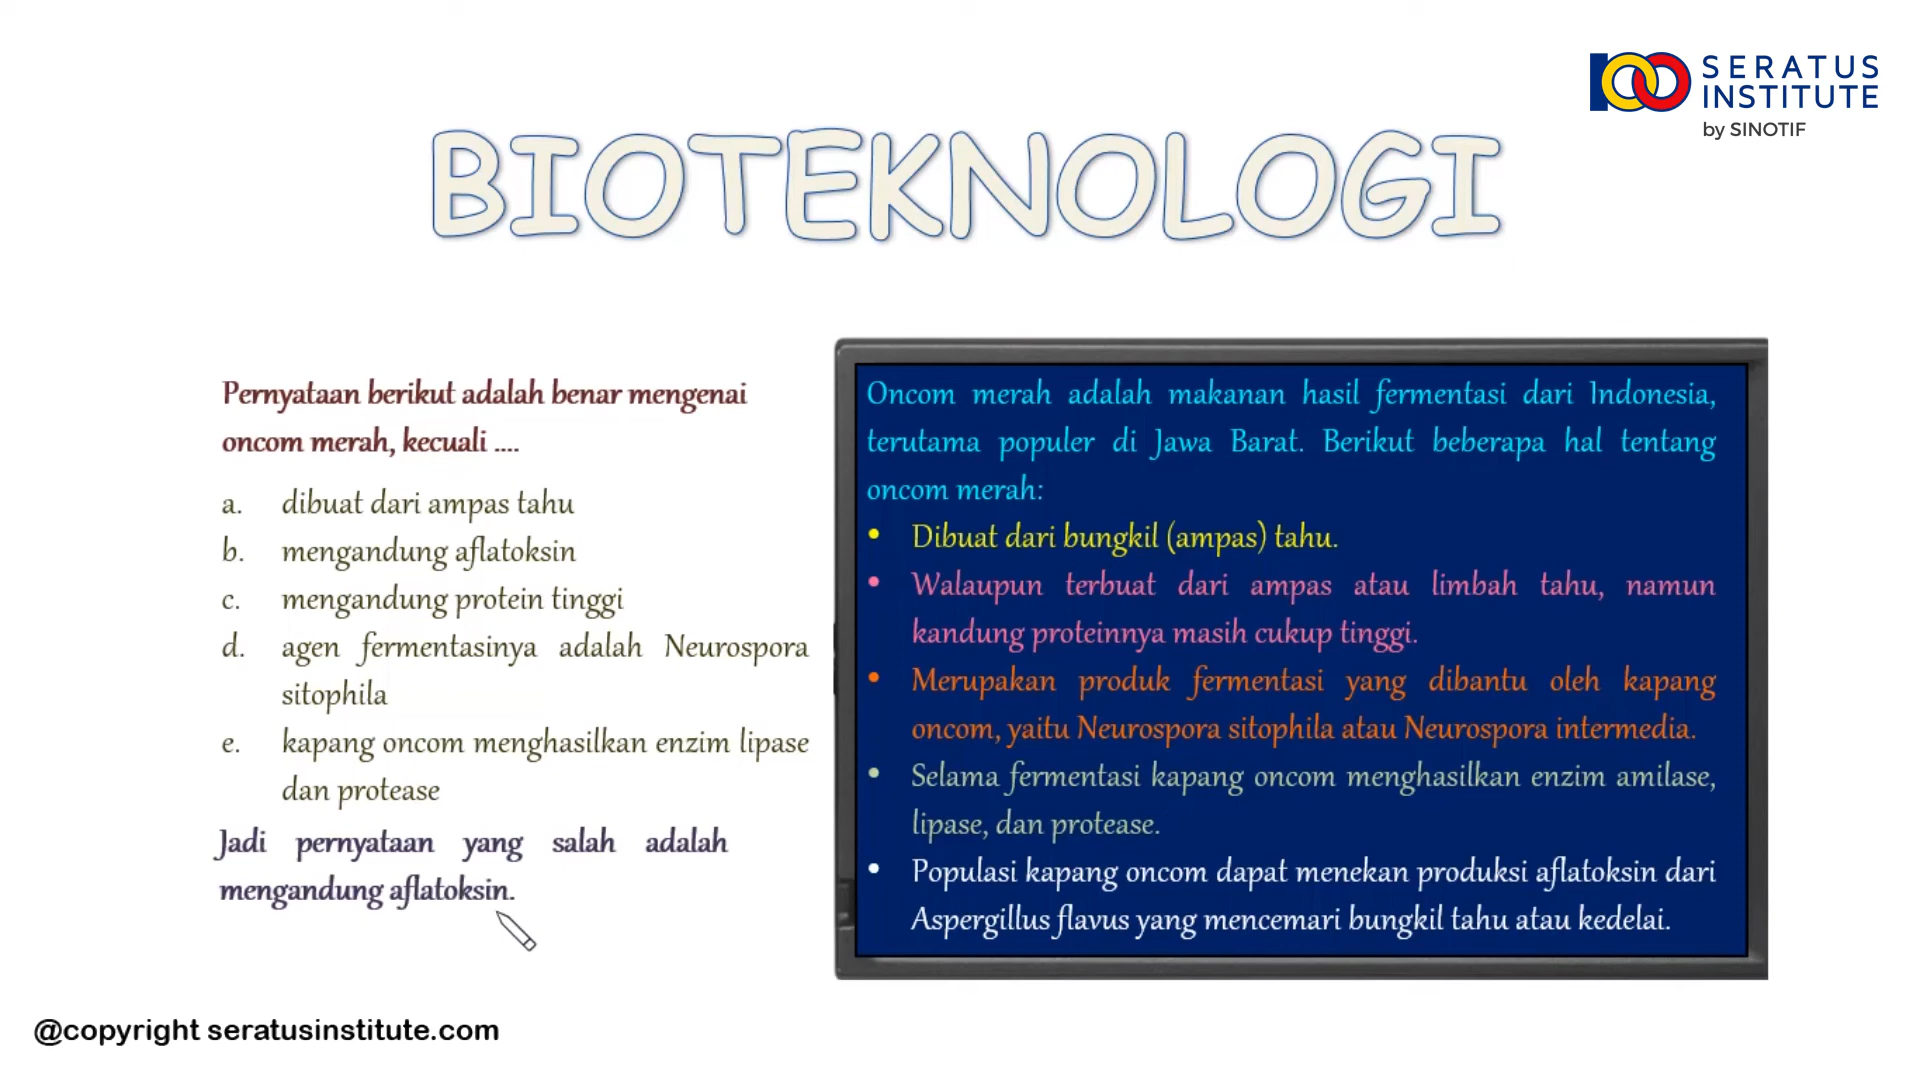 SERATUS
INSTITUTE
by SINOTIF
BIOTEKNOLOGI
Pernyataan berikut adalah benar mengenai
oncom merah, kecuali ....
a. dibuat dari ampas tahu
b. mengandung aflatoksin
c. mengandung protein tinggi
d. agen fermentasinya adalah Neurospora
sitophila
e. kapang oncom menghasilkan enzim lipase
dan protease
Jadi pernyataan yang salah adalah
mengandung aflatoksin.
Oncom merah adalah makanan hasil fermentasi dari Indonesia,
terutama populer di Jawa Barat. Berikut beberapa hal tentang
oncom merah:
• Dibuat dari bungkil (ampas) tahu.
• Walaupun terbuat dari ampas atau limbah tahu, namun
kandung proteinnya masih cukup tinggi.
• Merupakan produk fermentasi yang dibantu oleh kapang
oncom, yaitu Neurospora sitophila atau Neurospora intermedia.
• Selama fermentasi kapang oncom menghasilkan enzim amilase,
lipase, dan protease.
• Populasi kapang oncom dapat menekan produksi aflatoksin dari
Aspergillus flavus yang mencemari bungkil tahu atau kedelai.
@copyright seratusinstitute.com